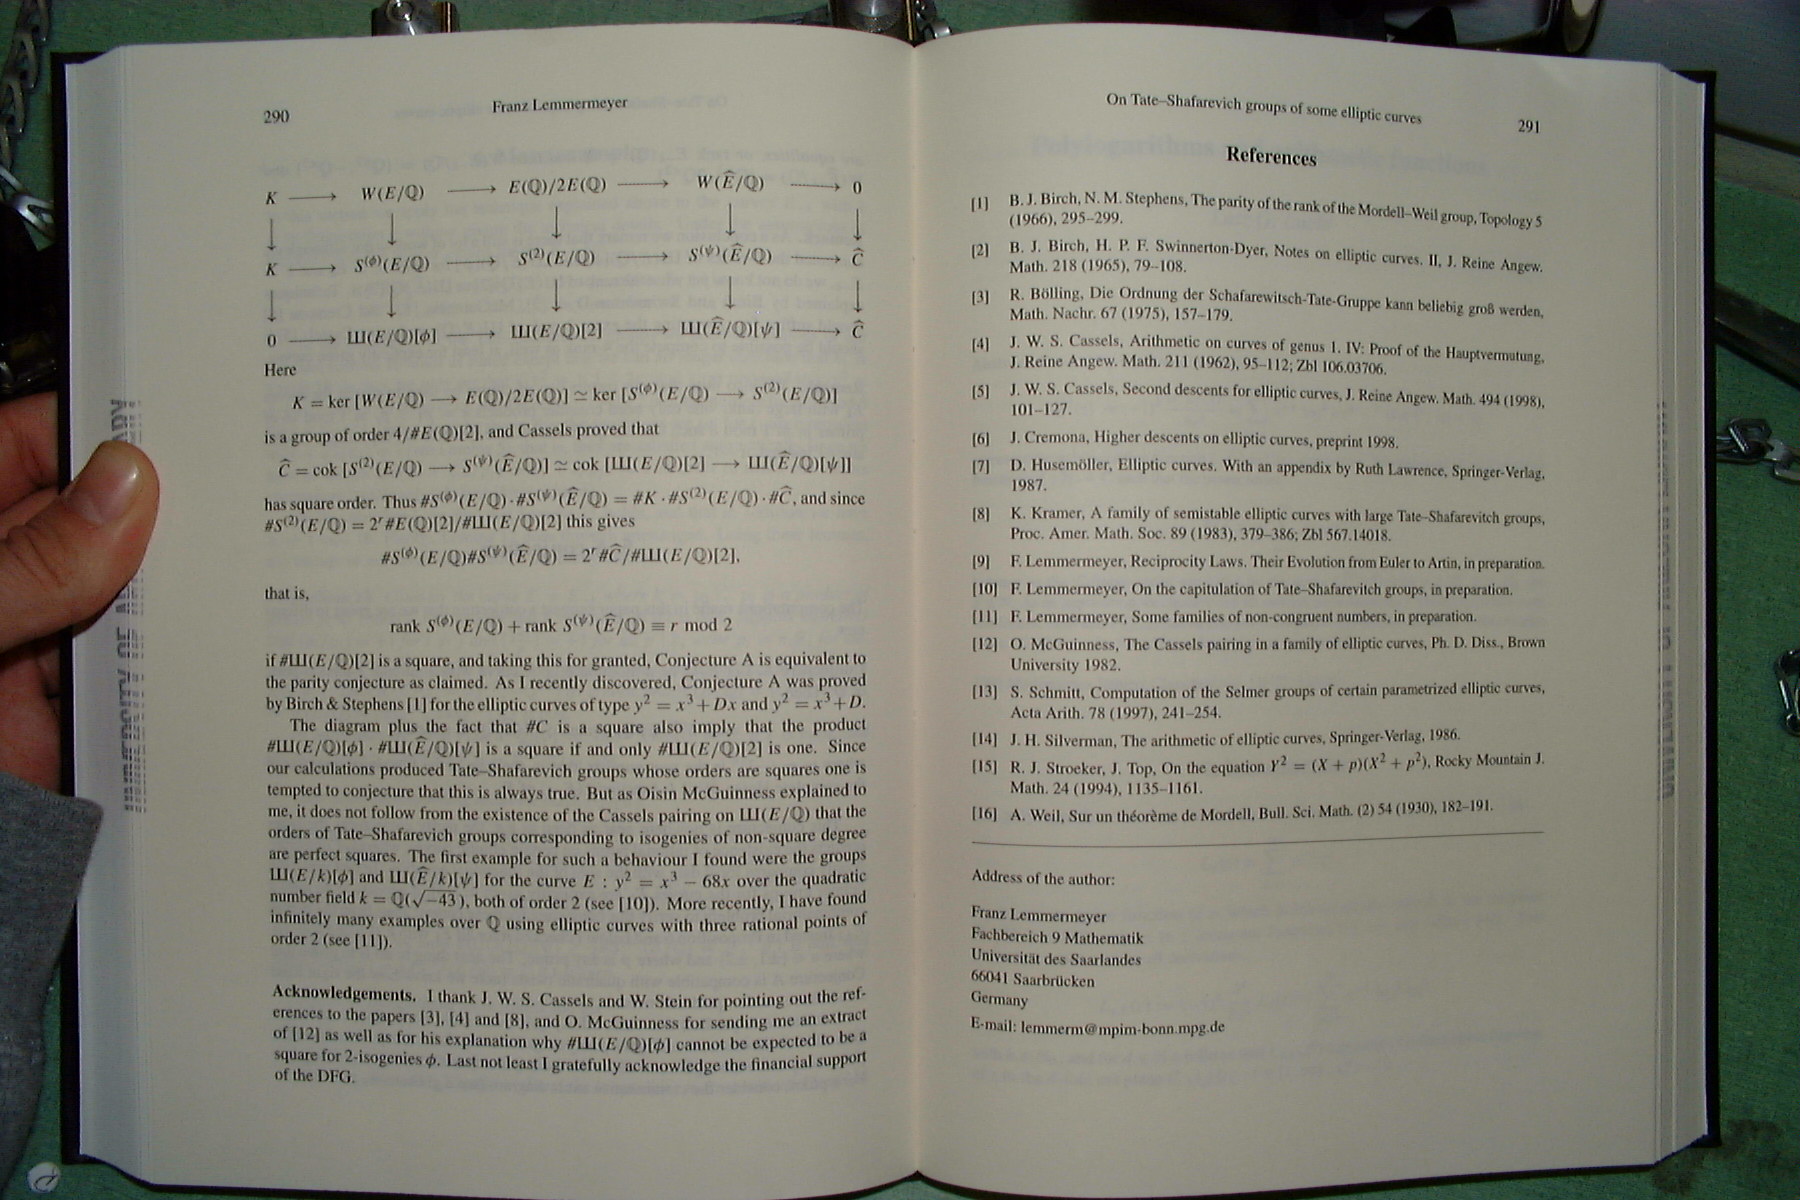 290
Franz Lemmermeyer
K ⟶ W(E/ℚ) ⟶ E(ℚ)/2E(ℚ) ⟶ W(Ê/ℚ) ⟶ 0
K ⟶ S^(ϕ)(E/ℚ) ⟶ S^(2)(E/ℚ) ⟶ S^(ψ)(Ê/ℚ) ⟶ Ĉ
0 ⟶ Ш(E/ℚ)[ϕ] ⟶ Ш(E/ℚ)[2] ⟶ Ш(Ê/ℚ)[ψ] ⟶ Ĉ
Here
K = ker [W(E/ℚ) ⟶ E(ℚ)/2E(ℚ)] ≃ ker [S^(ϕ)(E/ℚ) ⟶ S^(2)(E/ℚ)]
is a group of order 4/#E(ℚ)[2], and Cassels proved that
Ĉ = cok [S^(2)(E/ℚ) ⟶ S^(ψ)(Ê/ℚ)] ≃ cok [Ш(E/ℚ)[2] ⟶ Ш(Ê/ℚ)[ψ]]
has square order. Thus #S^(ϕ)(E/ℚ)·#S^(ψ)(Ê/ℚ) = #K·#S^(2)(E/ℚ)·#Ĉ, and since
#S^(2)(E/ℚ) = 2^r #E(ℚ)[2]/#Ш(E/ℚ)[2] this gives
#S^(ϕ)(E/ℚ)#S^(ψ)(Ê/ℚ) = 2^r #Ĉ/#Ш(E/ℚ)[2],
that is,
rank S^(ϕ)(E/ℚ) + rank S^(ψ)(Ê/ℚ) ≡ r mod 2
if #Ш(E/ℚ)[2] is a square, and taking this for granted, Conjecture A is equivalent to
the parity conjecture as claimed. As I recently discovered, Conjecture A was proved
by Birch & Stephens [1] for the elliptic curves of type y² = x³ + Dx and y² = x³ + D.
The diagram plus the fact that #C is a square also imply that the product
#Ш(E/ℚ)[ϕ] · #Ш(Ê/ℚ)[ψ] is a square if and only #Ш(E/ℚ)[2] is one. Since
our calculations produced Tate–Shafarevich groups whose orders are squares one is
tempted to conjecture that this is always true. But as Oisin McGuinness explained to
me, it does not follow from the existence of the Cassels pairing on Ш(E/ℚ) that the
orders of Tate–Shafarevich groups corresponding to isogenies of non-square degree
are perfect squares. The first example for such a behaviour I found were the groups
Ш(E/k)[ϕ] and Ш(Ê/k)[ψ] for the curve E : y² = x³ − 68x over the quadratic
number field k = ℚ(√−43), both of order 2 (see [10]). More recently, I have found
infinitely many examples over ℚ using elliptic curves with three rational points of
order 2 (see [11]).
Acknowledgements. I thank J. W. S. Cassels and W. Stein for pointing out the ref-
erences to the papers [3], [4] and [8], and O. McGuinness for sending me an extract
of [12] as well as for his explanation why #Ш(E/ℚ)[ϕ] cannot be expected to be a
square for 2-isogenies ϕ. Last not least I gratefully acknowledge the financial support
of the DFG.
On Tate–Shafarevich groups of some elliptic curves
291
References
[1] B. J. Birch, N. M. Stephens, The parity of the rank of the Mordell–Weil group, Topology 5
(1966), 295–299.
[2] B. J. Birch, H. P. F. Swinnerton-Dyer, Notes on elliptic curves. II, J. Reine Angew.
Math. 218 (1965), 79–108.
[3] R. Bölling, Die Ordnung der Schafarewitsch-Tate-Gruppe kann beliebig groß werden,
Math. Nachr. 67 (1975), 157–179.
[4] J. W. S. Cassels, Arithmetic on curves of genus 1. IV: Proof of the Hauptvermutung,
J. Reine Angew. Math. 211 (1962), 95–112; Zbl 106.03706.
[5] J. W. S. Cassels, Second descents for elliptic curves, J. Reine Angew. Math. 494 (1998),
101–127.
[6] J. Cremona, Higher descents on elliptic curves, preprint 1998.
[7] D. Husemöller, Elliptic curves. With an appendix by Ruth Lawrence, Springer-Verlag,
1987.
[8] K. Kramer, A family of semistable elliptic curves with large Tate–Shafarevitch groups,
Proc. Amer. Math. Soc. 89 (1983), 379–386; Zbl 567.14018.
[9] F. Lemmermeyer, Reciprocity Laws. Their Evolution from Euler to Artin, in preparation.
[10] F. Lemmermeyer, On the capitulation of Tate–Shafarevitch groups, in preparation.
[11] F. Lemmermeyer, Some families of non-congruent numbers, in preparation.
[12] O. McGuinness, The Cassels pairing in a family of elliptic curves, Ph. D. Diss., Brown
University 1982.
[13] S. Schmitt, Computation of the Selmer groups of certain parametrized elliptic curves,
Acta Arith. 78 (1997), 241–254.
[14] J. H. Silverman, The arithmetic of elliptic curves, Springer-Verlag, 1986.
[15] R. J. Stroeker, J. Top, On the equation Y² = (X + p)(X² + p²), Rocky Mountain J.
Math. 24 (1994), 1135–1161.
[16] A. Weil, Sur un théorème de Mordell, Bull. Sci. Math. (2) 54 (1930), 182–191.
Address of the author:
Franz Lemmermeyer
Fachbereich 9 Mathematik
Universität des Saarlandes
66041 Saarbrücken
Germany
E-mail: lemmerm@mpim-bonn.mpg.de